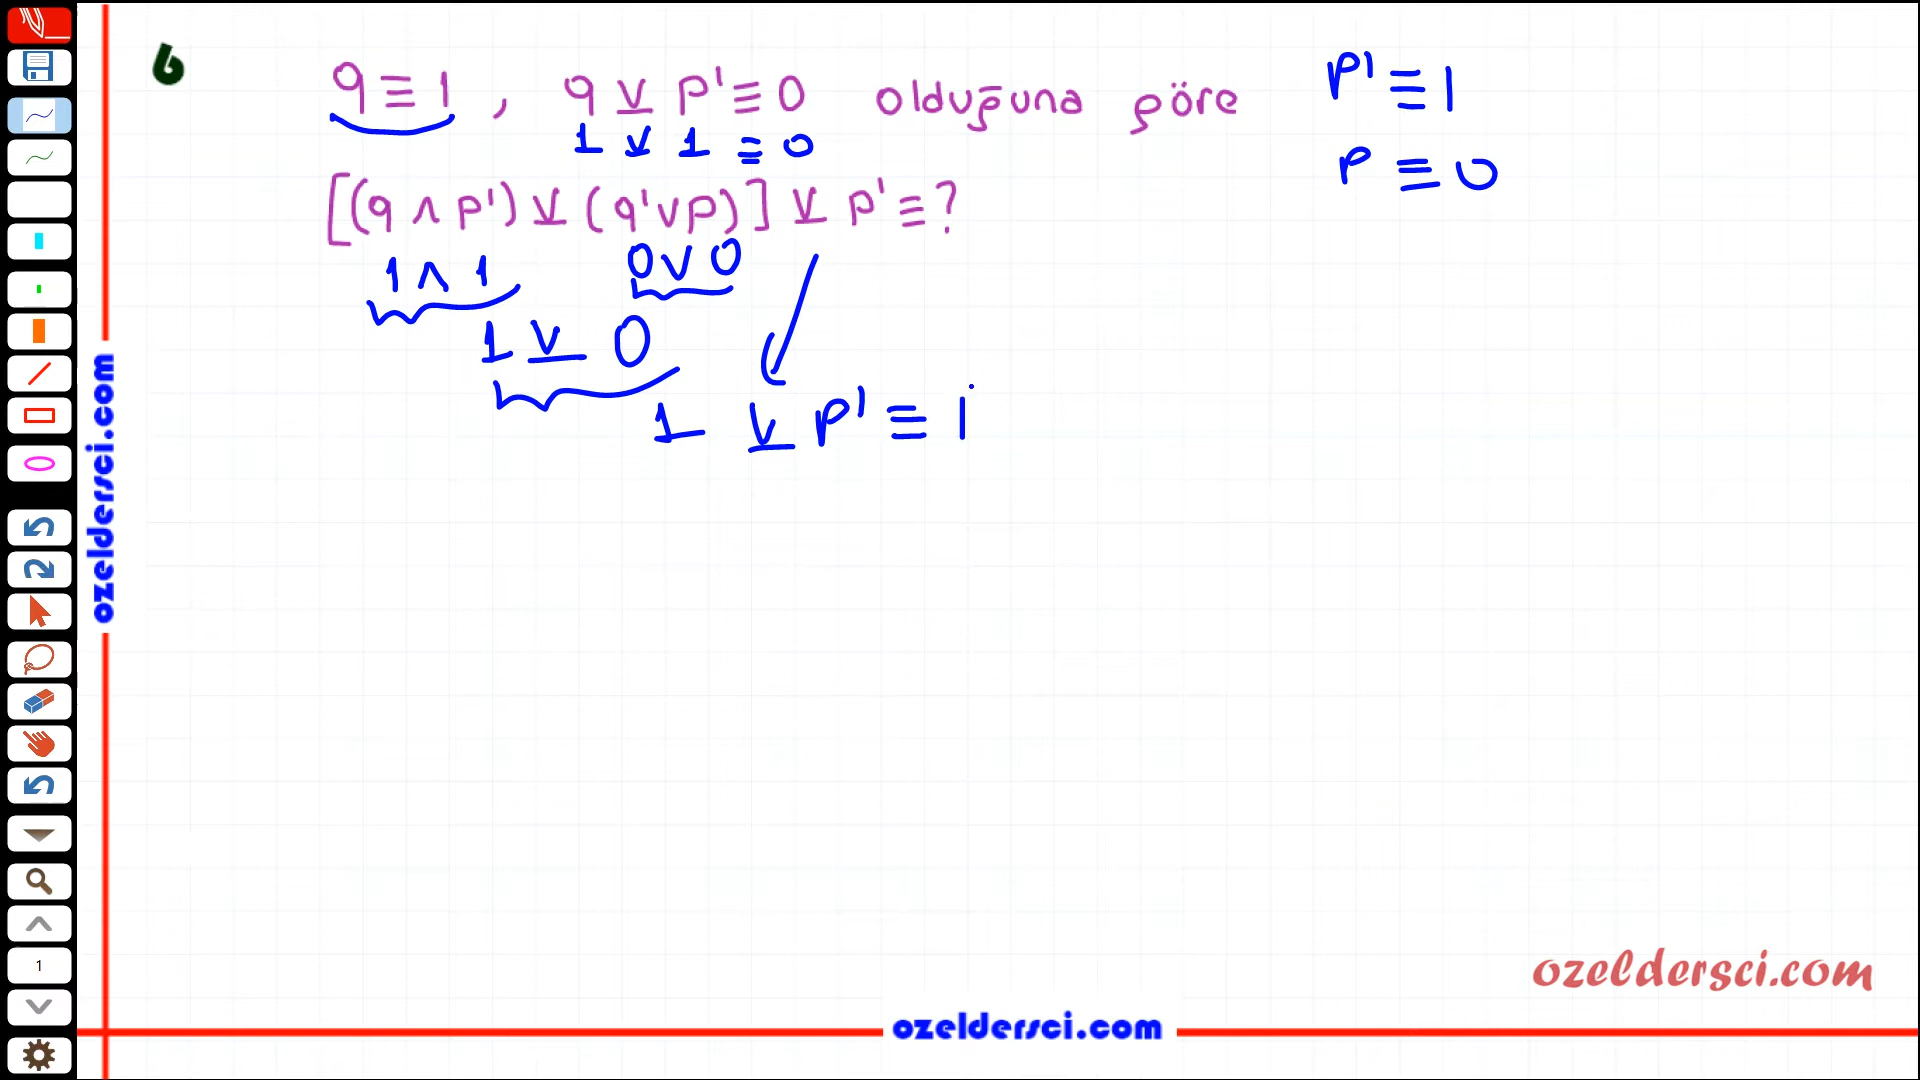 6
q ≡ 1 , q ⊻ p' ≡ 0 olduğuna göre
p' ≡ 1
1 ⊻ 1 ≡ 0
p ≡ 0
[(q ∧ p') ⊻ (q' ∨ p)] ⊻ p' ≡ ?
1 ∧ 1 0 ∨ 0
1 ⊻ 0
1 ⊻ p' ≡ 1
ozeldersci.com
1
ozeldersci.com
ozeldersci.com